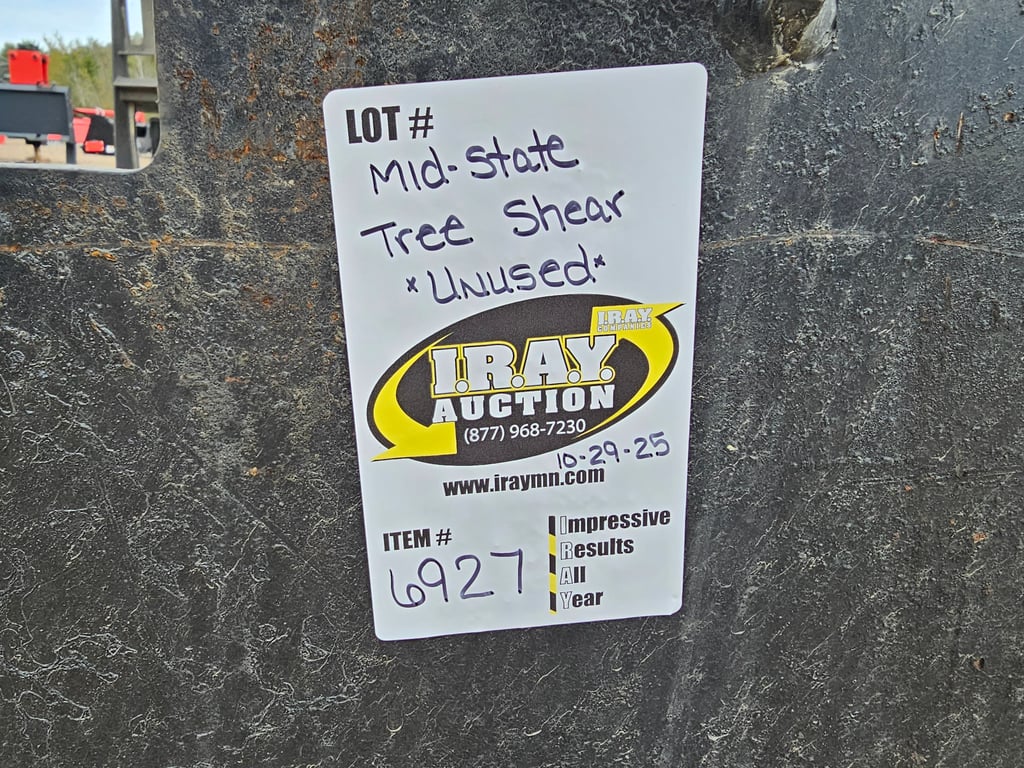 LOT #
Mid-State
Tree Shear
*Unused*
I.R.A.Y.
COMPANIES
I.R.A.Y.
AUCTION
(877) 968-7230
10-29-25
www.iraymn.com
ITEM #
6927
Impressive
Results
All
Year